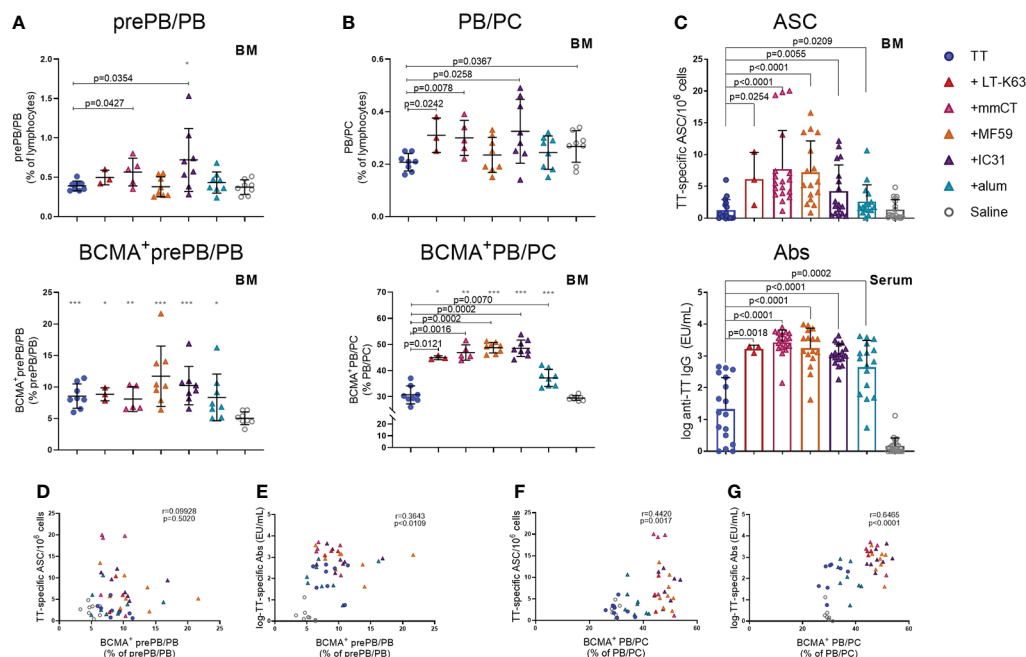 A
prePB/PB
BM
prePB/PB
(% of lymphocytes)
2.0
1.5
1.0
0.5
0.0
*
p=0.0354
p=0.0427
B
PB/PC
BM
PB/PC
(% of lymphocytes)
0.6
0.4
0.2
0.0
p=0.0367
p=0.0258
p=0.0078
p=0.0242
C
ASC
BM
TT-specific ASC/10⁶ cells
25
20
15
10
5
0
p=0.0209
p=0.0055
p<0.0001
p<0.0001
p=0.0254
TT
+ LT-K63
+mmCT
+MF59
+IC31
+alum
Saline
BCMA⁺prePB/PB
BM
BCMA⁺prePB/PB
(% prePB/PB)
25
20
15
10
5
0
*** * ** *** *** *
BCMA⁺PB/PC
BM
BCMA⁺PB/PC
(% PB/PC)
70
60
50
40
30
20
10
0
* ** *** *** ***
p=0.0070
p=0.0002
p=0.0002
p=0.0016
p=0.0121
Abs
Serum
log anti-TT IgG (EU/mL)
5
4
3
2
1
0
p=0.0002
p<0.0001
p<0.0001
p<0.0001
p=0.0018
D
r=0.09928
p=0.5020
TT-specific ASC/10⁶ cells
25
20
15
10
5
0
0 5 10 15 20 25
BCMA⁺ prePB/PB
(% of prePB/PB)
E
r=0.3643
p<0.0109
log-TT-specific Abs (EU/mL)
5
4
3
2
1
0
0 5 10 15 20 25
BCMA⁺ prePB/PB
(% of prePB/PB)
F
r=0.4420
p=0.0017
TT-specific ASC/10⁶ cells
25
20
15
10
5
0
0 20 40 60
BCMA⁺ PB/PC
(% of PB/PC)
G
r=0.6465
p<0.0001
log-TT-specific Abs (EU/mL)
5
4
3
2
1
0
0 20 40 60
BCMA⁺ PB/PC
(% of PB/PC)